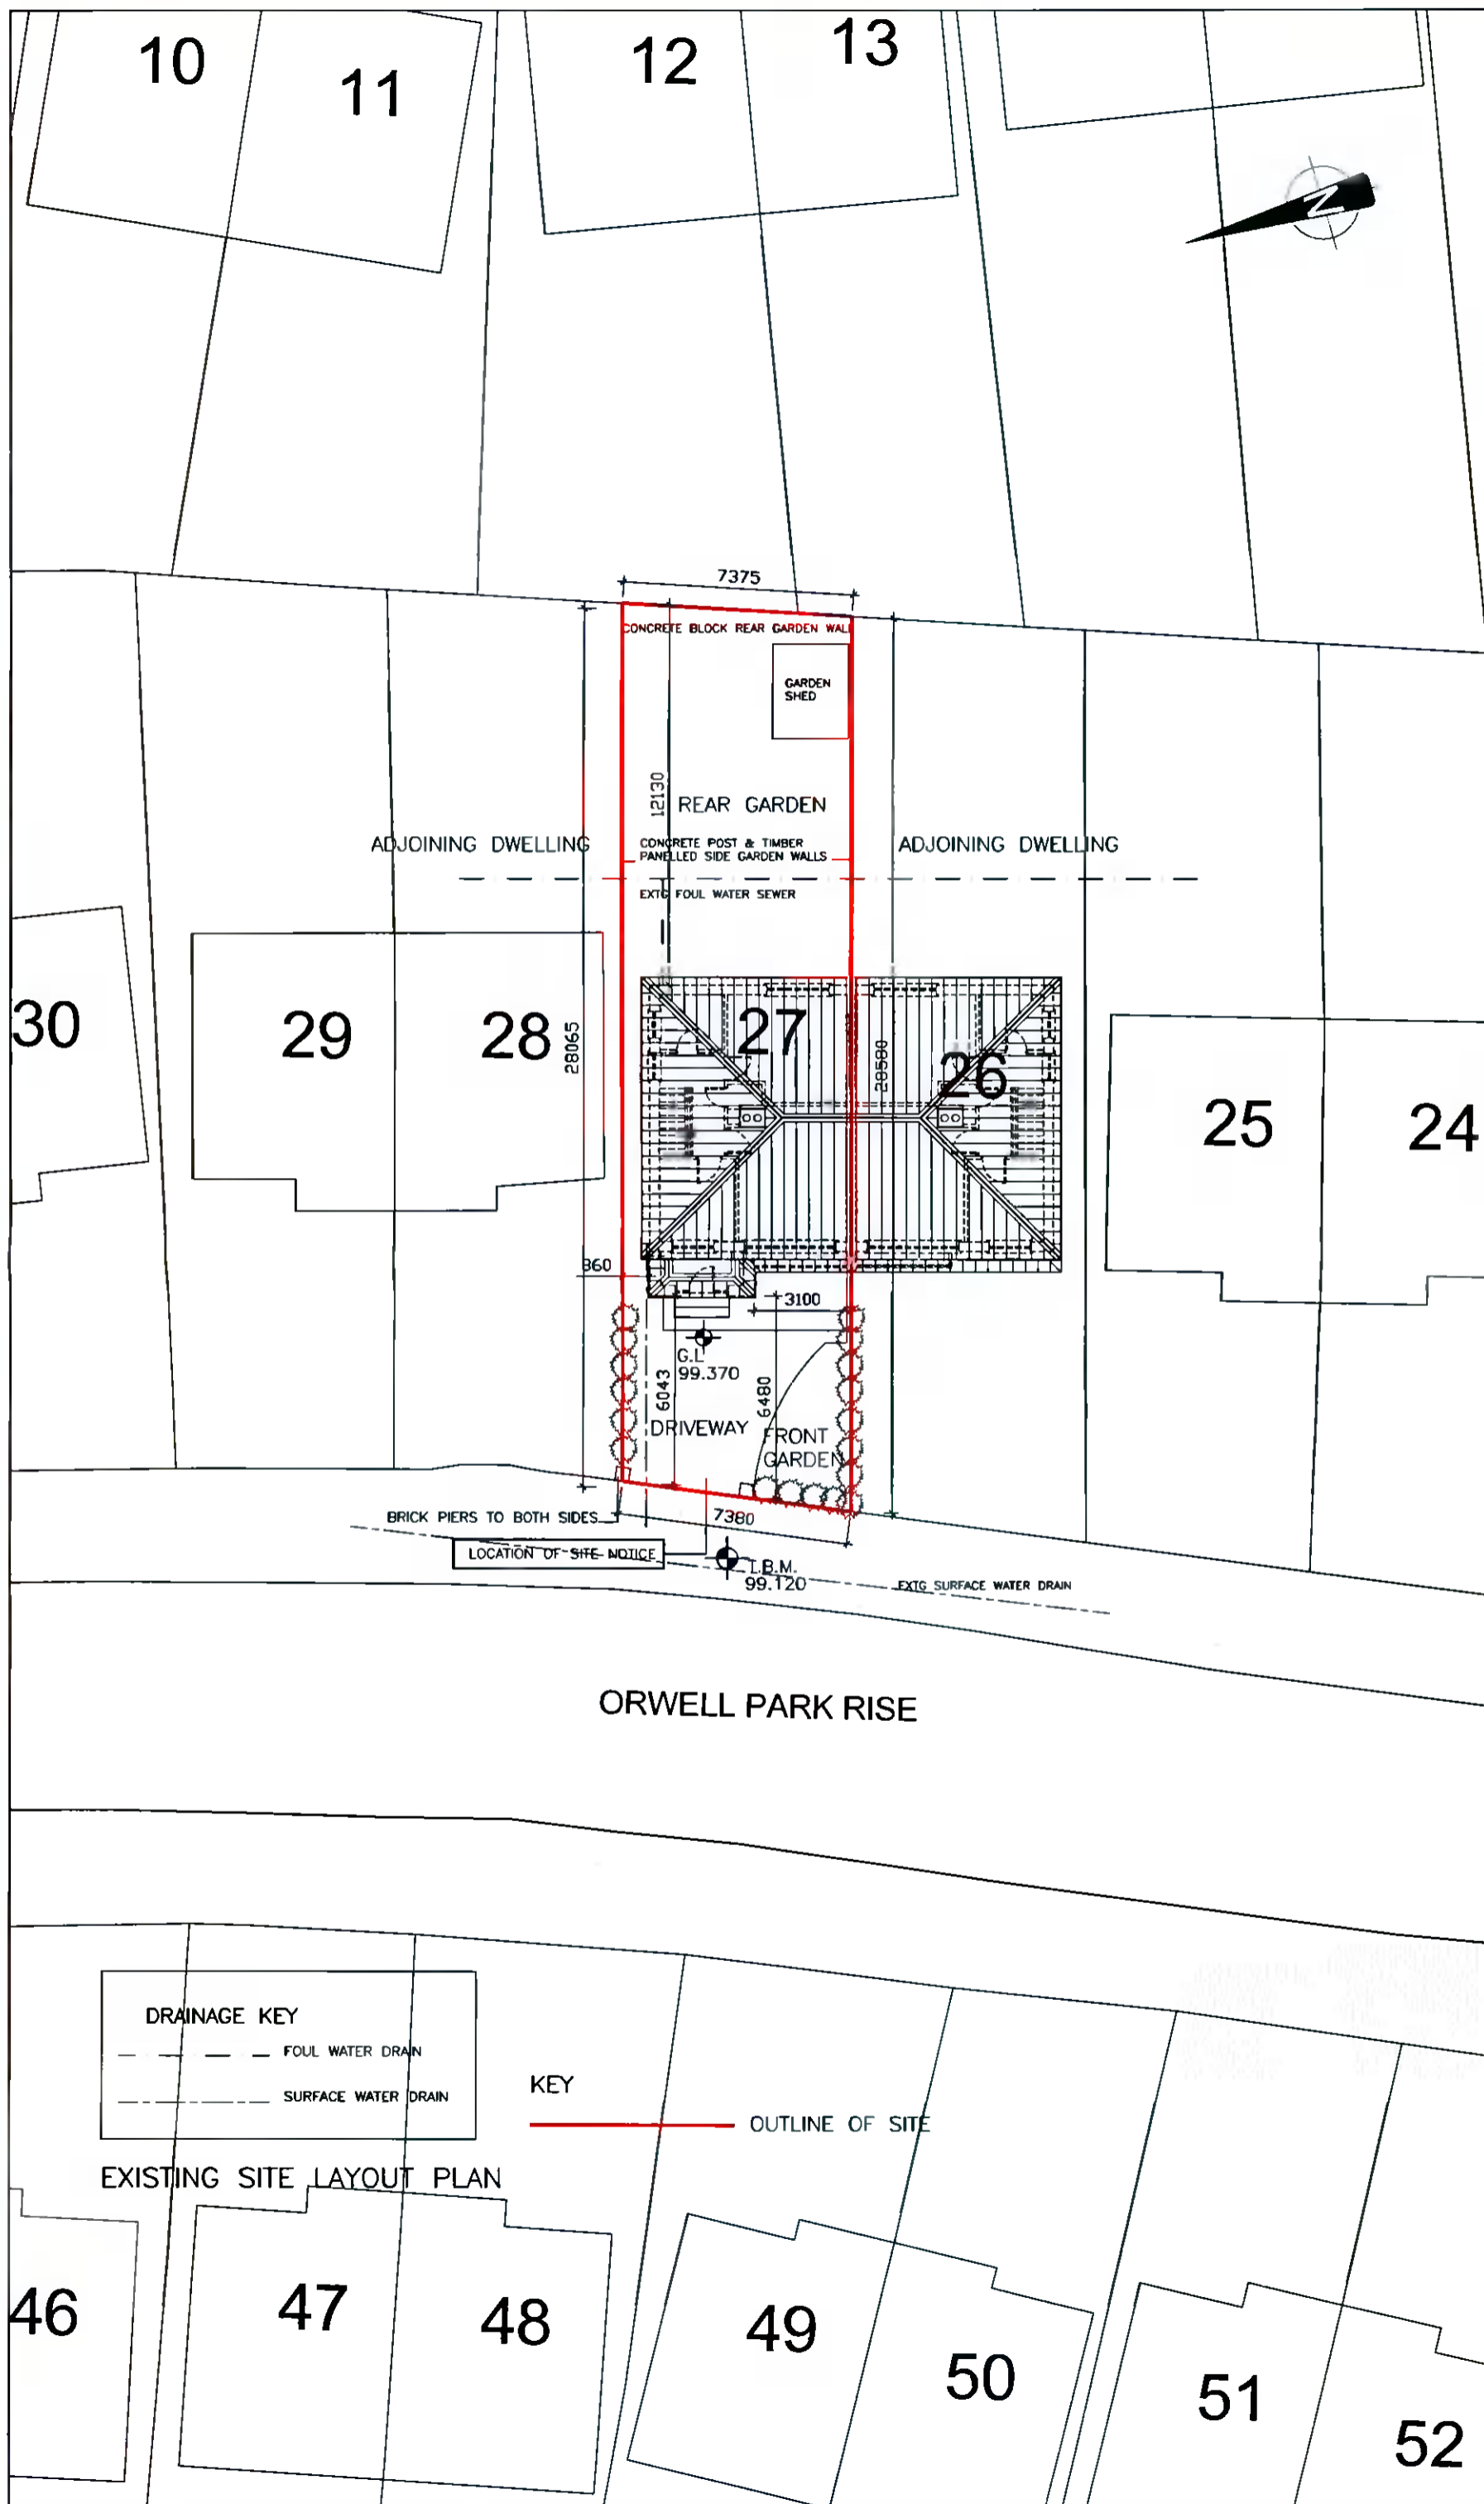 10
11
12
13
N
7375
CONCRETE BLOCK REAR GARDEN WALL
GARDEN
SHED
12130
REAR GARDEN
ADJOINING DWELLING
CONCRETE POST & TIMBER
PANELLED SIDE GARDEN WALLS
ADJOINING DWELLING
EXTG FOUL WATER SEWER
30
29
28
28065
27
28580
26
25
24
860
3100
G.L
99.370
6043
6480
DRIVEWAY
FRONT
GARDEN
BRICK PIERS TO BOTH SIDES
7380
LOCATION OF SITE NOTICE
T.B.M.
99.120
EXTG SURFACE WATER DRAIN
ORWELL PARK RISE
DRAINAGE KEY
FOUL WATER DRAIN
SURFACE WATER DRAIN
KEY
OUTLINE OF SITE
EXISTING SITE LAYOUT PLAN
46
47
48
49
50
51
52